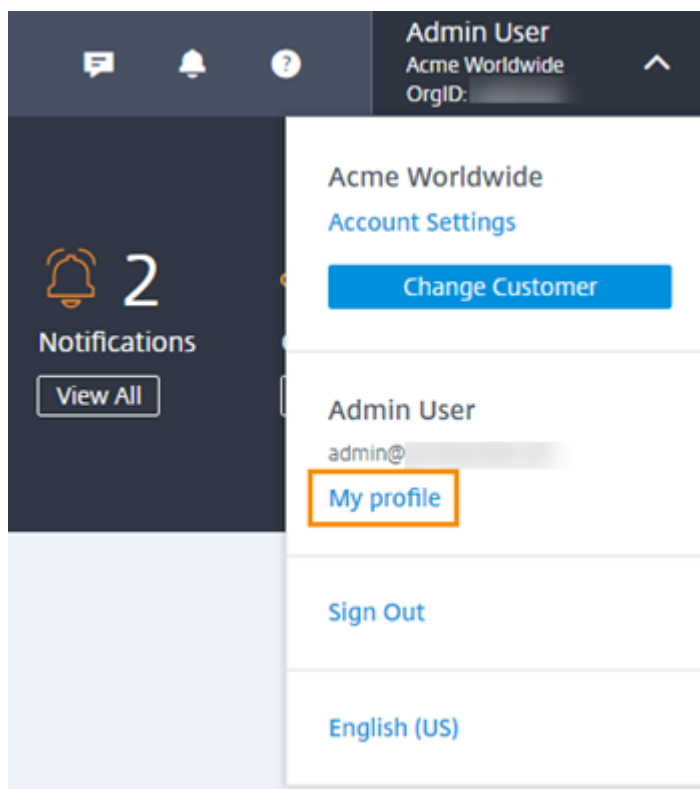 Admin User
Acme Worldwide
OrgID:
Acme Worldwide
Account Settings
Change Customer
2
Notifications
View All
Admin User
admin@
My profile
Sign Out
English (US)